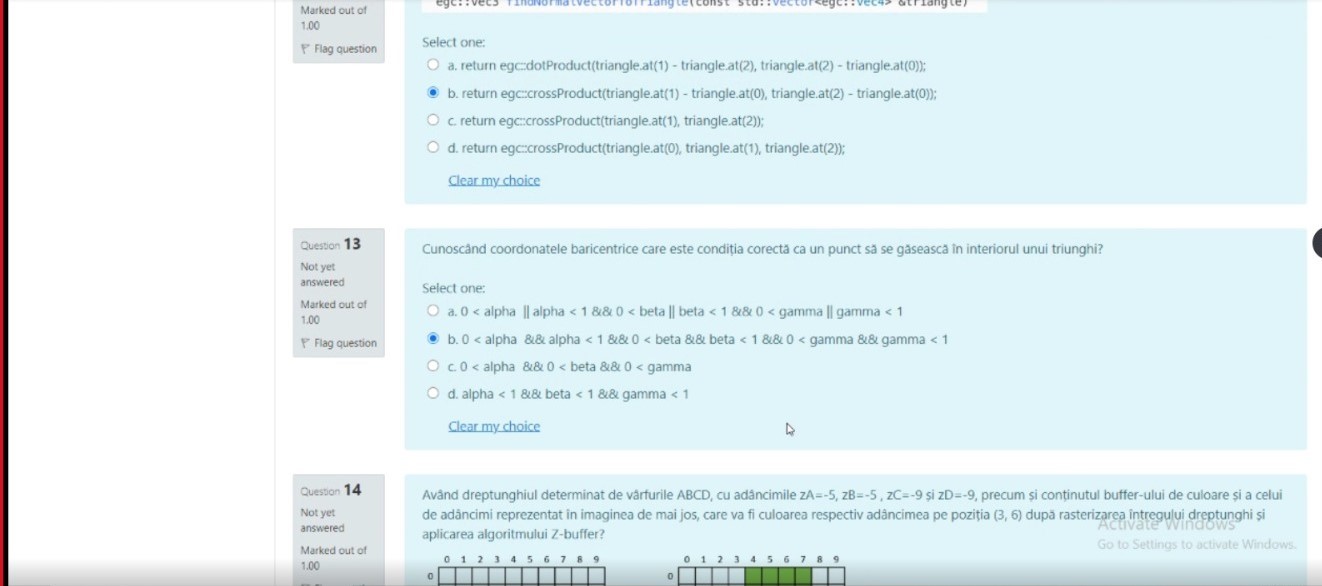 Marked out of
1.00
Flag question
egc::vec3 findNormalVectorToTriangle(const std::vector<egc::vec4> &triangle)
Select one:
a. return egc::dotProduct(triangle.at(1) - triangle.at(2), triangle.at(2) - triangle.at(0));
b. return egc::crossProduct(triangle.at(1) - triangle.at(0), triangle.at(2) - triangle.at(0));
c. return egc::crossProduct(triangle.at(1), triangle.at(2));
d. return egc::crossProduct(triangle.at(0), triangle.at(1), triangle.at(2));
Clear my choice
Question 13
Not yet
answered
Marked out of
1.00
Flag question
Cunoscând coordonatele baricentrice care este condiția corectă ca un punct să se găsească în interiorul unui triunghi?
Select one:
a. 0 < alpha || alpha < 1 && 0 < beta || beta < 1 && 0 < gamma || gamma < 1
b. 0 < alpha && alpha < 1 && 0 < beta && beta < 1 && 0 < gamma && gamma < 1
c. 0 < alpha && 0 < beta && 0 < gamma
d. alpha < 1 && beta < 1 && gamma < 1
Clear my choice
Question 14
Not yet
answered
Marked out of
1.00
Având dreptunghiul determinat de vârfurile ABCD, cu adâncimile zA=-5, zB=-5 , zC=-9 și zD=-9, precum și conținutul buffer-ului de culoare și a celui
de adâncimi reprezentat în imaginea de mai jos, care va fi culoarea respectiv adâncimea pe poziția (3, 6) după rasterizarea întregului dreptunghi și
aplicarea algoritmului Z-buffer?
0 1 2 3 4 5 6 7 8 9
0
0 1 2 3 4 5 6 7 8 9
0
Activate Windows
Go to Settings to activate Windows.